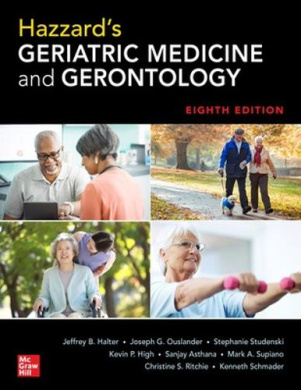 Hazzard's
GERIATRIC MEDICINE
and GERONTOLOGY
EIGHTH EDITION
Jeffrey B. Halter • Joseph G. Ouslander • Stephanie Studenski
Kevin P. High • Sanjay Asthana • Mark A. Supiano
Christine S. Ritchie • Kenneth Schmader
Mc
Graw
Hill